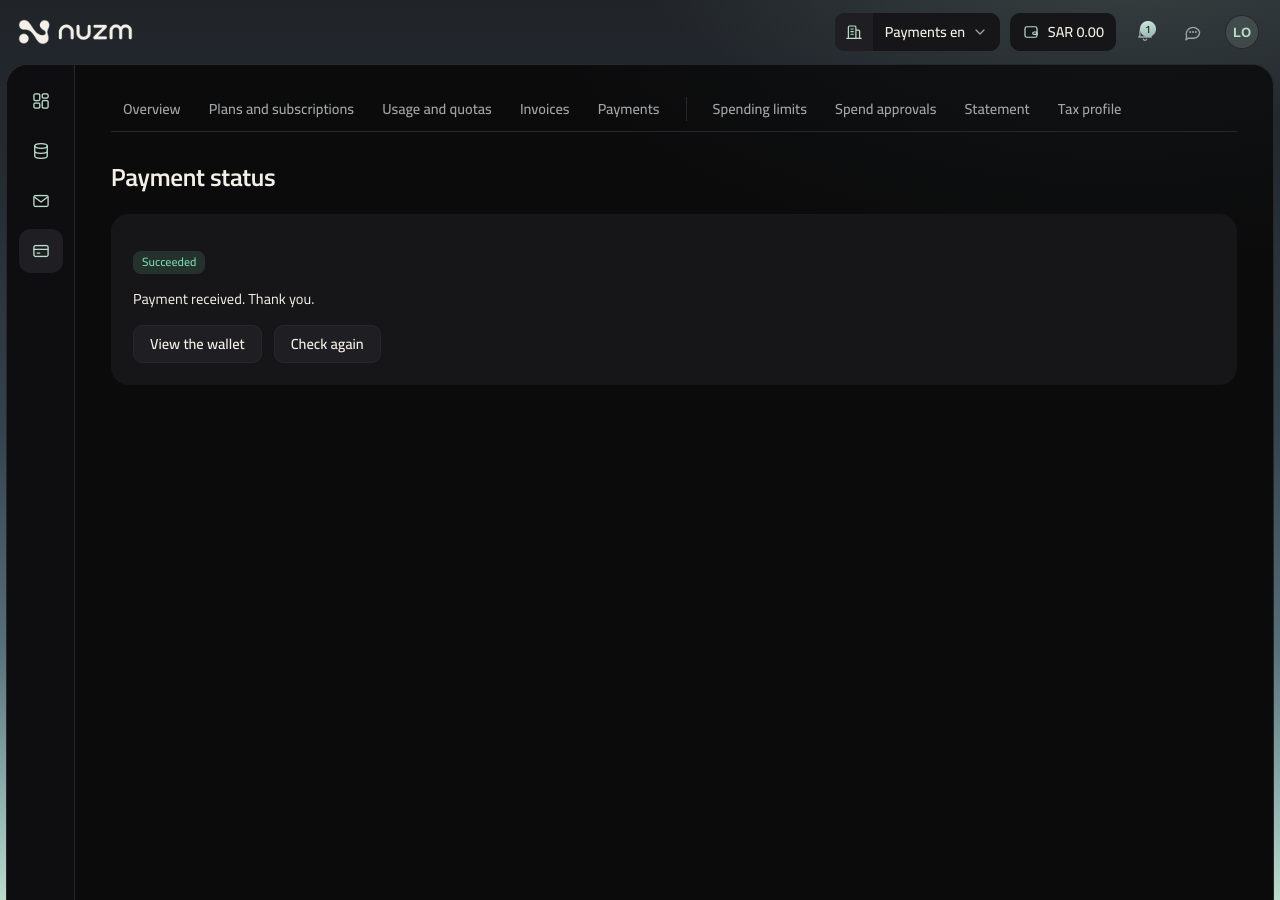 nuzm
Payments en
SAR 0.00
1
LO
Overview
Plans and subscriptions
Usage and quotas
Invoices
Payments
Spending limits
Spend approvals
Statement
Tax profile
Payment status
Succeeded
Payment received. Thank you.
View the wallet
Check again